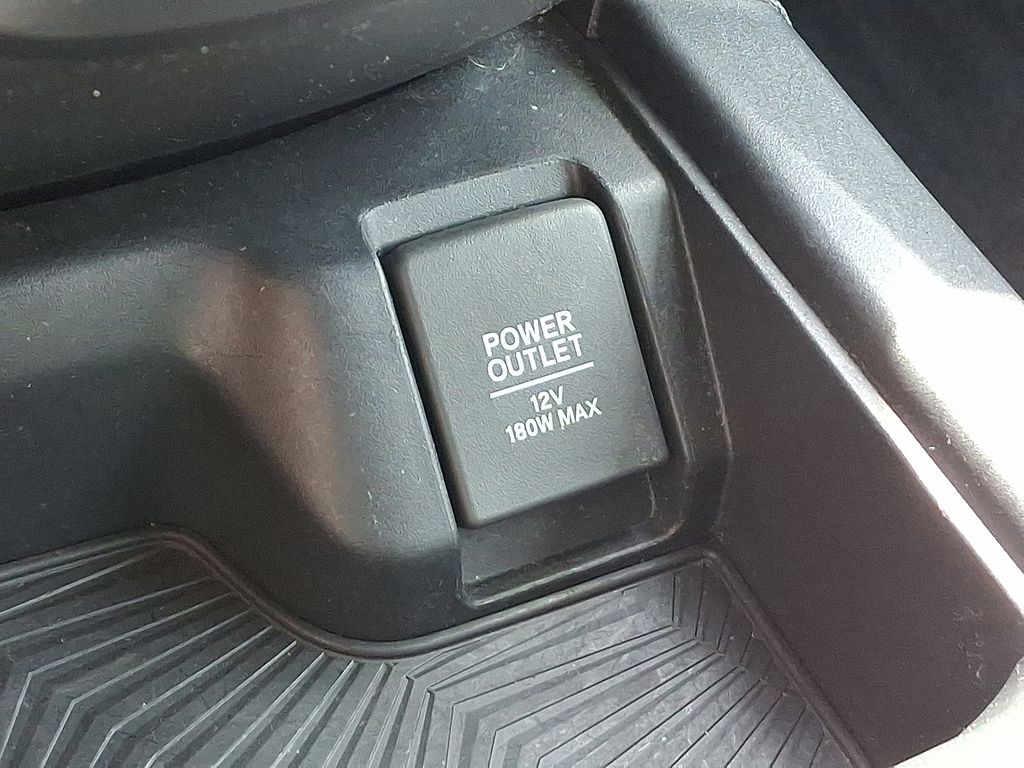 POWER
OUTLET
12V
180W MAX